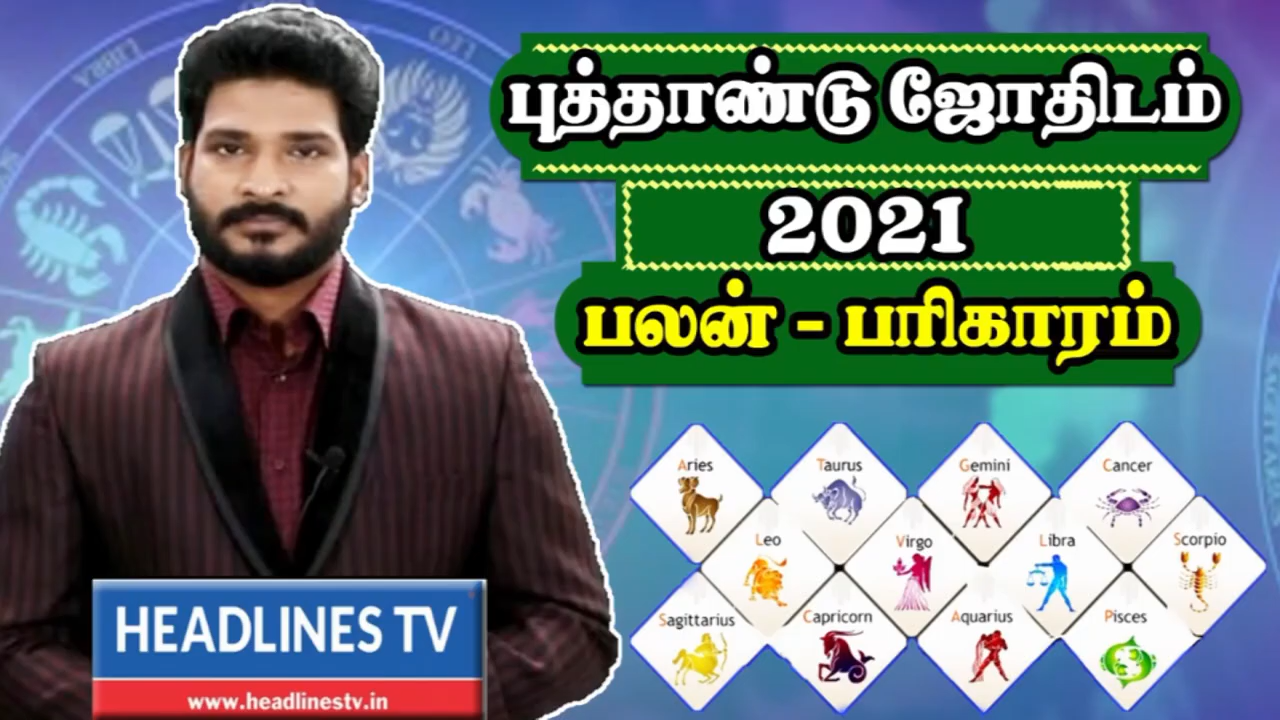 புத்தாண்டு ஜோதிடம்
2021
பலன் - பரிகாரம்
Aries
Taurus
Gemini
Cancer
Leo
Virgo
Libra
Scorpio
Sagittarius
Capricorn
Aquarius
Pisces
HEADLINES TV
www.headlinestv.in